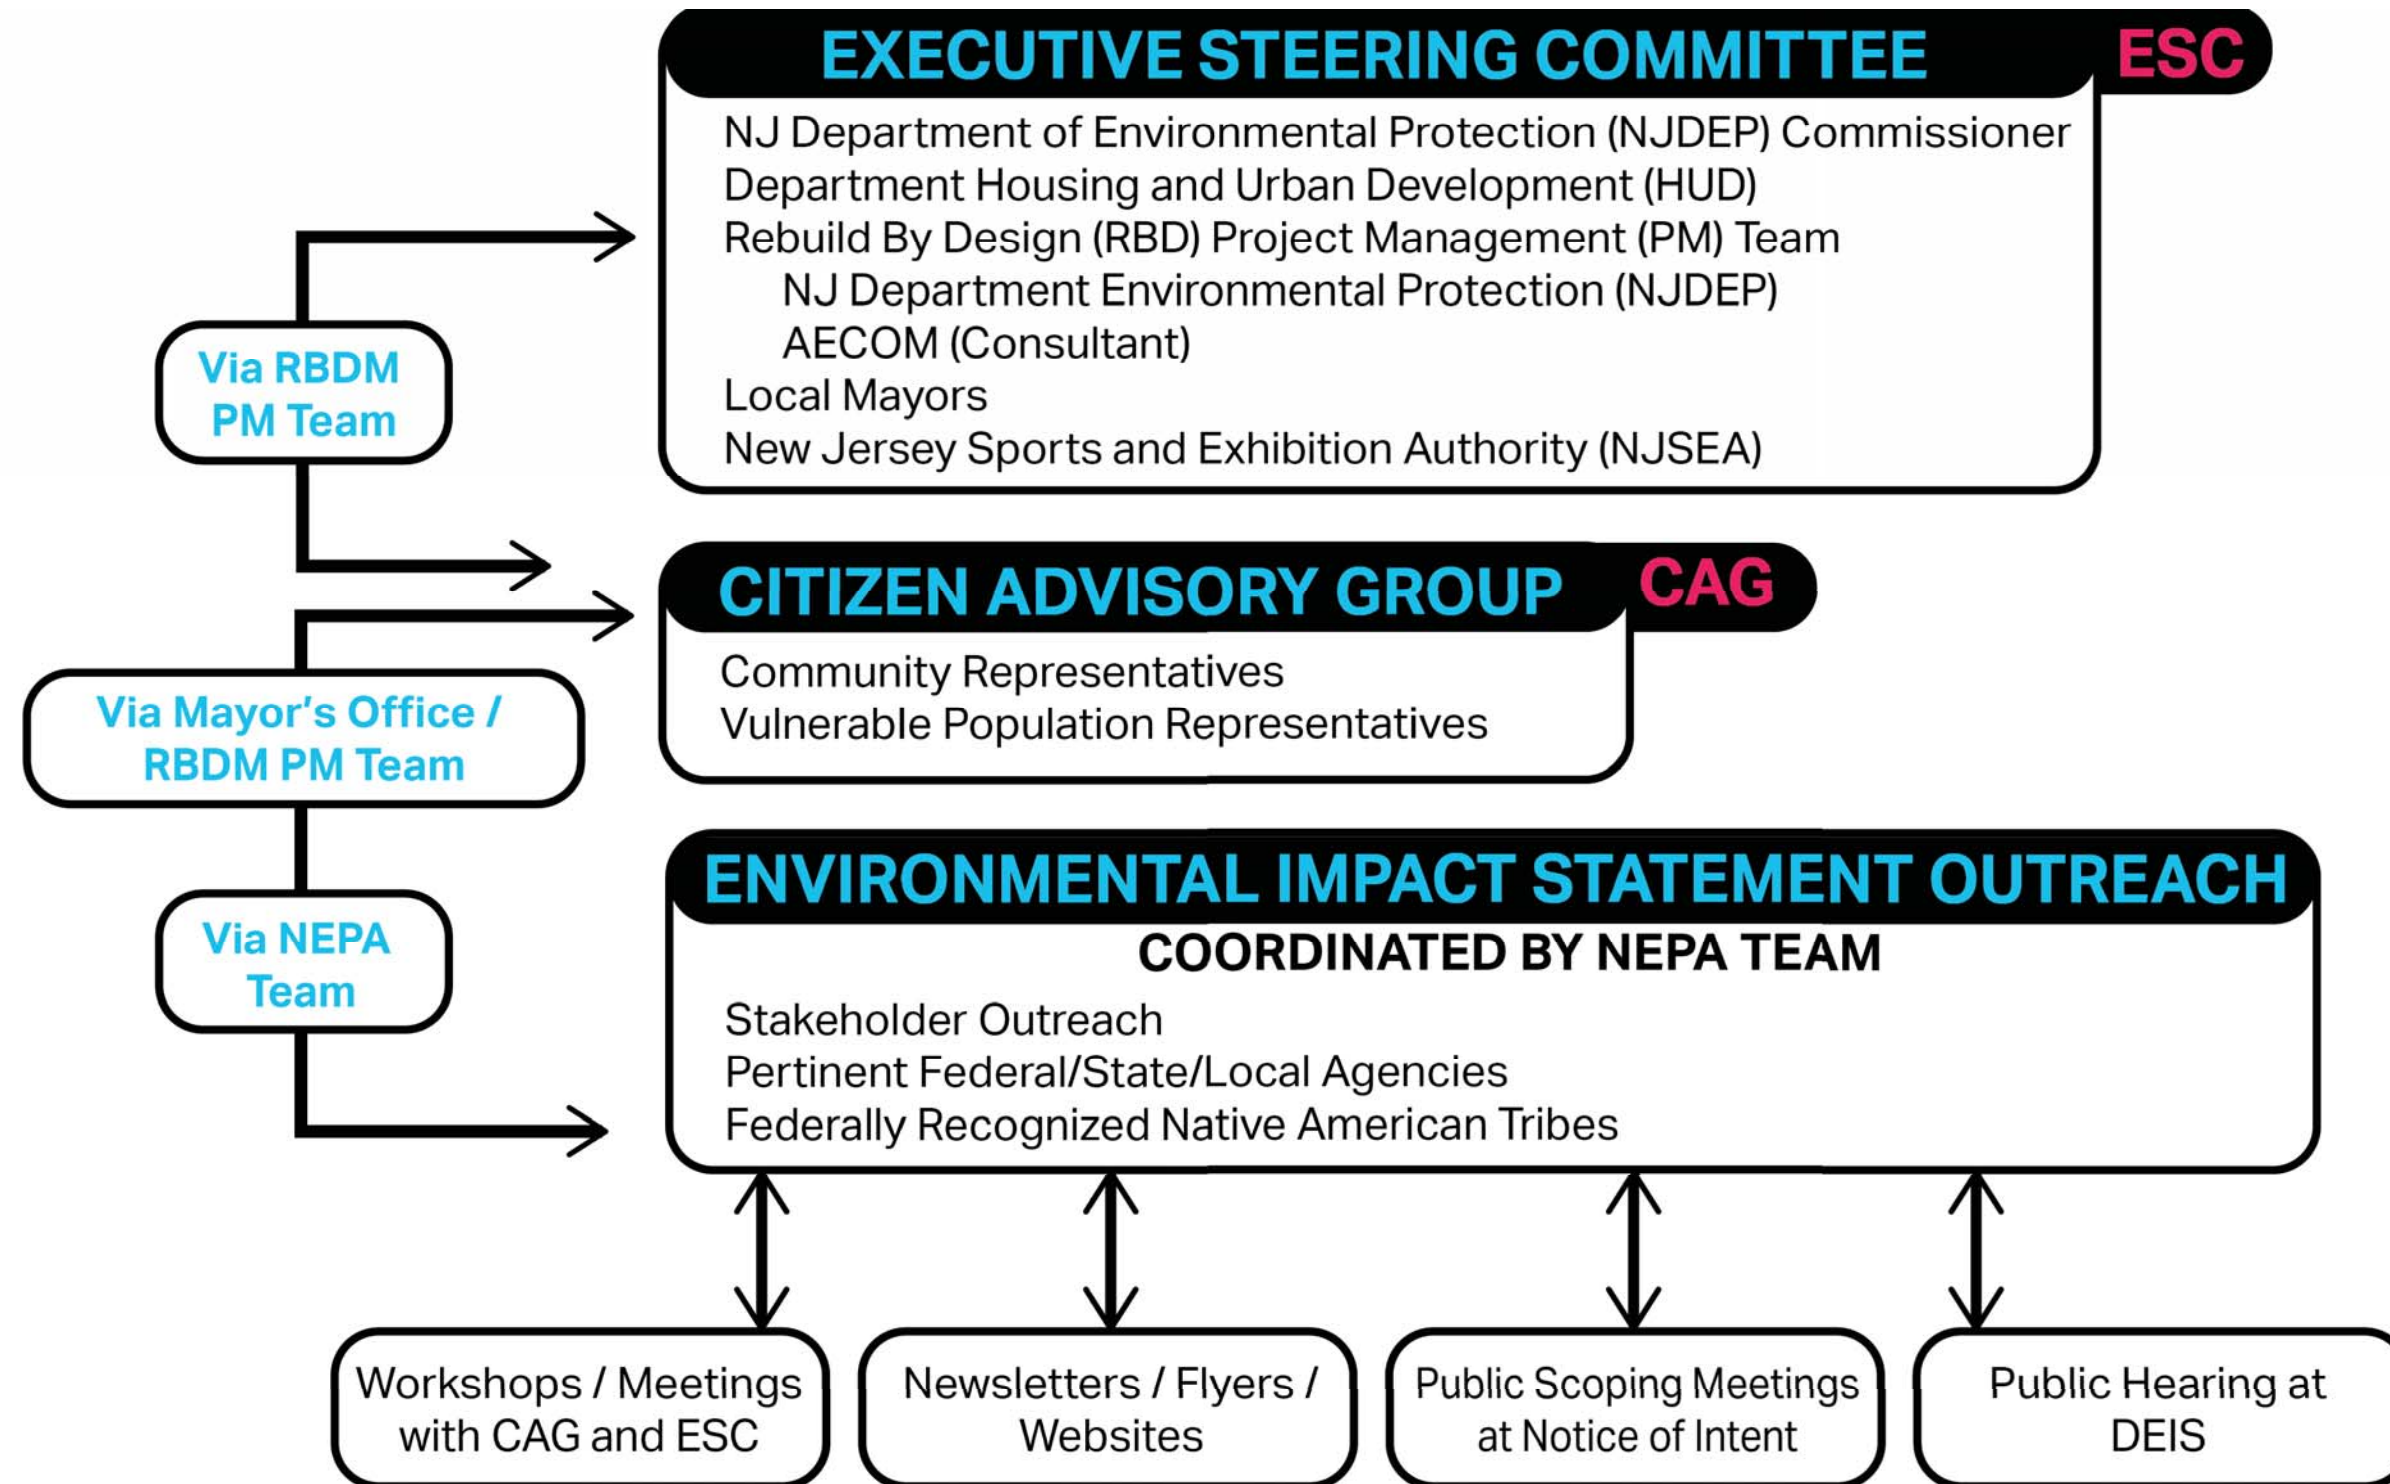 EXECUTIVE STEERING COMMITTEE ESC
NJ Department of Environmental Protection (NJDEP) Commissioner
Department Housing and Urban Development (HUD)
Rebuild By Design (RBD) Project Management (PM) Team
NJ Department Environmental Protection (NJDEP)
AECOM (Consultant)
Local Mayors
New Jersey Sports and Exhibition Authority (NJSEA)
Via RBDM
PM Team
CITIZEN ADVISORY GROUP CAG
Community Representatives
Vulnerable Population Representatives
Via Mayor's Office /
RBDM PM Team
Via NEPA
Team
ENVIRONMENTAL IMPACT STATEMENT OUTREACH
COORDINATED BY NEPA TEAM
Stakeholder Outreach
Pertinent Federal/State/Local Agencies
Federally Recognized Native American Tribes
Workshops / Meetings
with CAG and ESC
Newsletters / Flyers /
Websites
Public Scoping Meetings
at Notice of Intent
Public Hearing at
DEIS